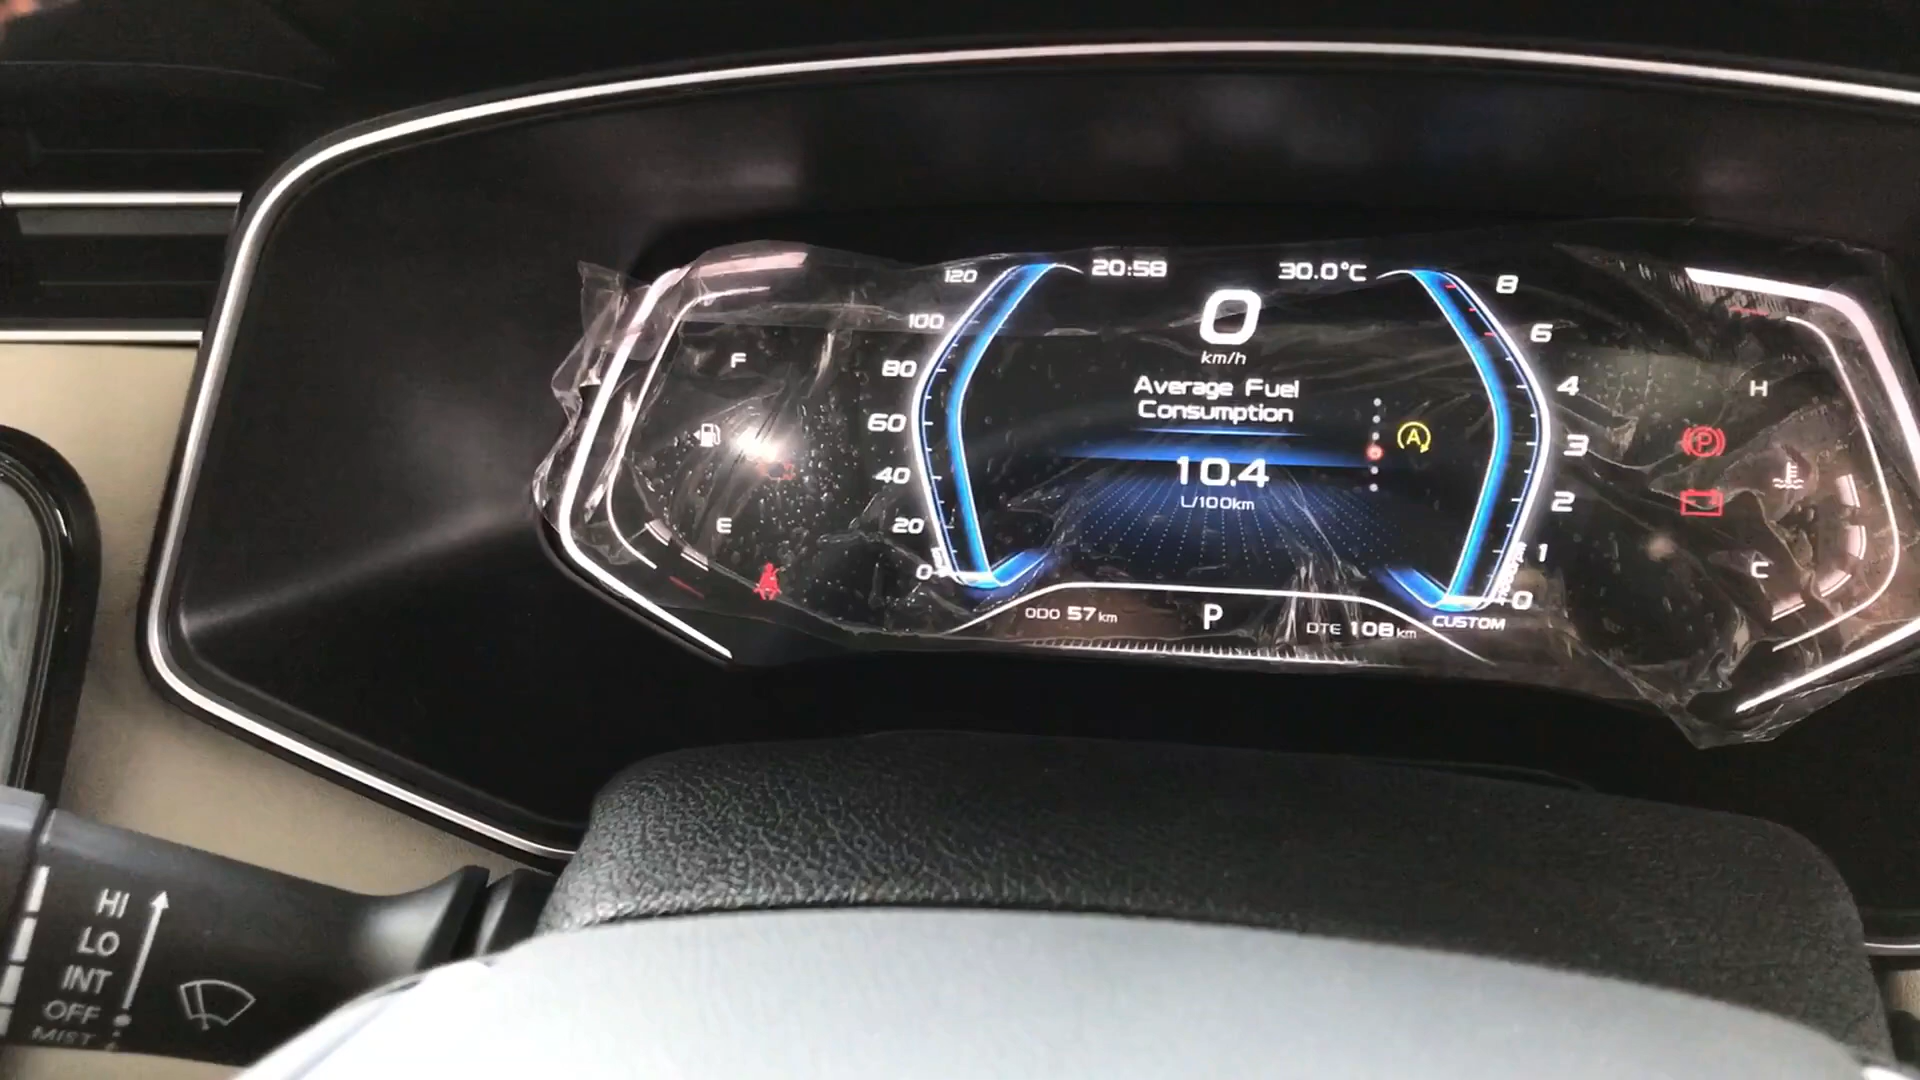 120
20:58
30.0°C
8
100
0
6
km/h
F
80
Average Fuel
4
H
Consumption
60
A
3
P
10.4
40
L/100km
2
E
20
1
C
0
0
ODO 57 km
P
DTE 108 km
CUSTOM
HI
LO
INT
OFF
MIST